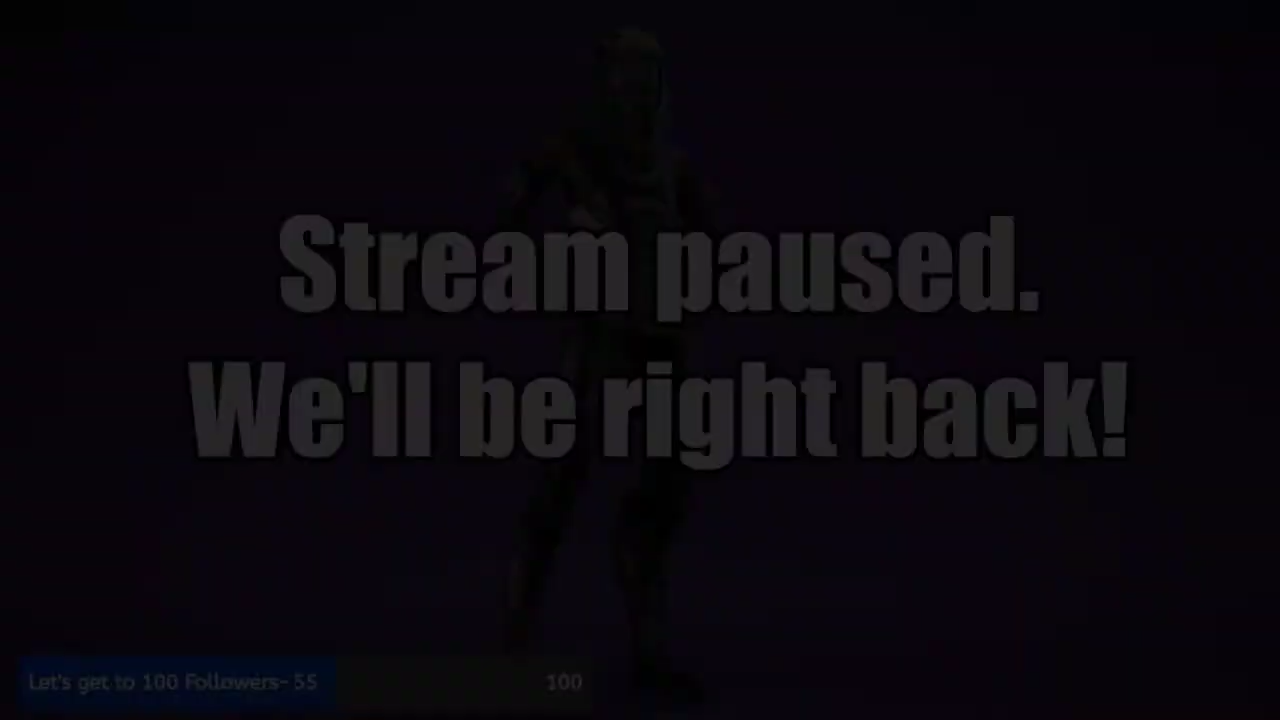 Stream paused.
We'll be right back!
Let's get to 100 Followers- 55 100